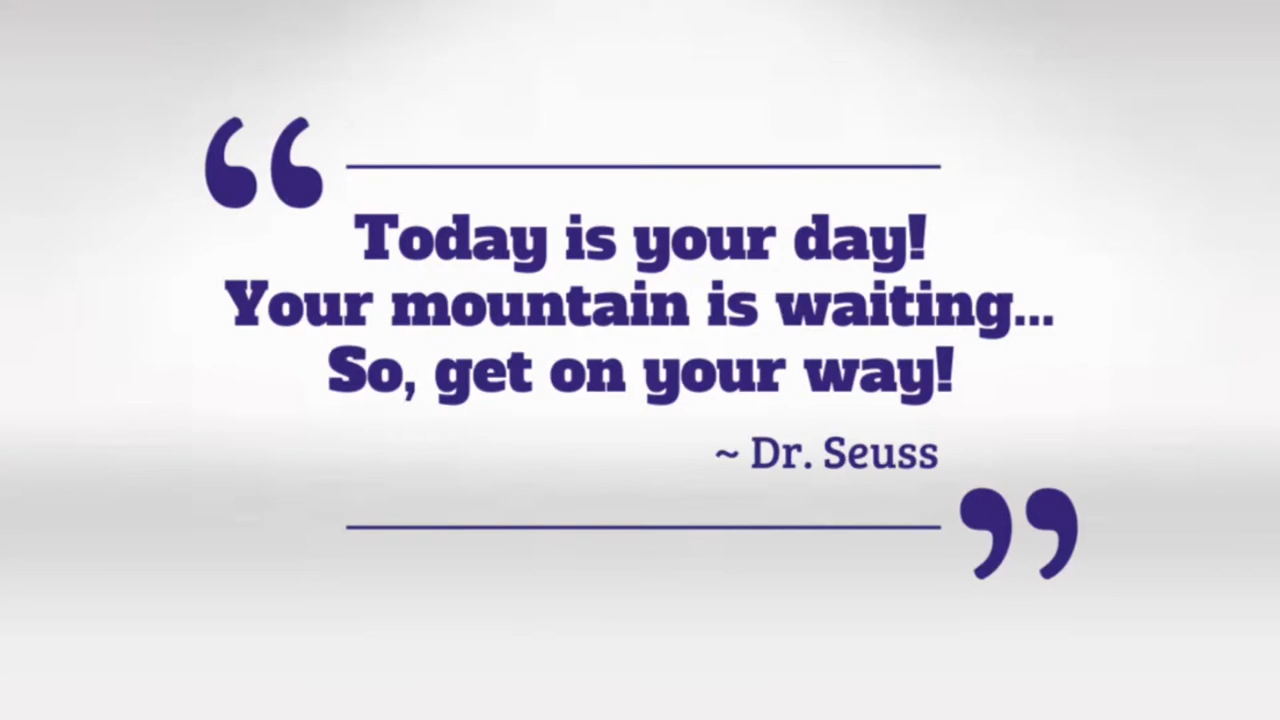 “
Today is your day!
Your mountain is waiting...
So, get on your way!
~ Dr. Seuss
”